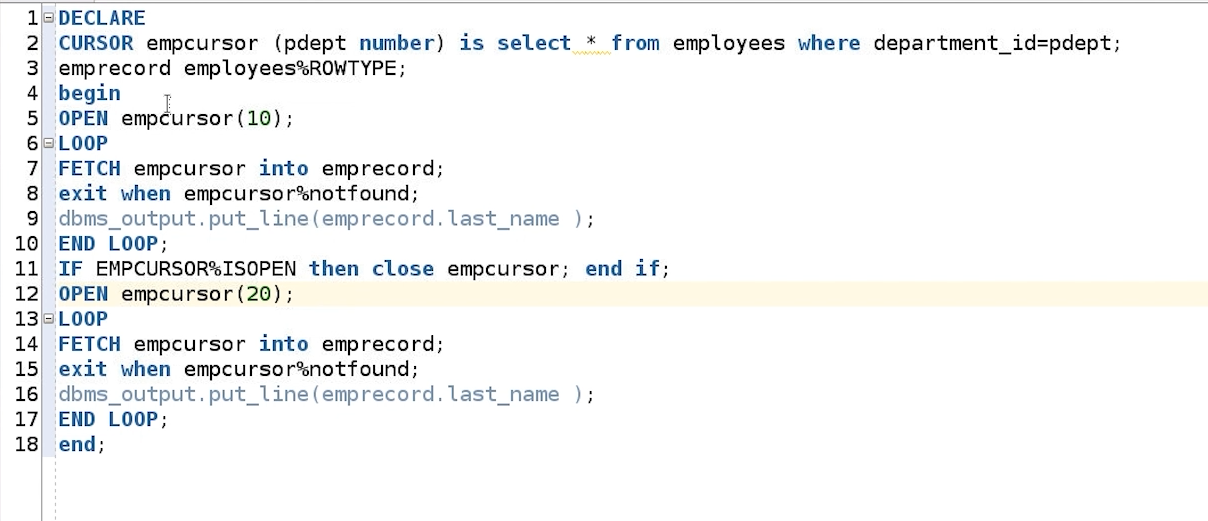 1 DECLARE
2 CURSOR empcursor (pdept number) is select * from employees where department_id=pdept;
3 emprecord employees%ROWTYPE;
4 begin
5 OPEN empcursor(10);
6 LOOP
7 FETCH empcursor into emprecord;
8 exit when empcursor%notfound;
9 dbms_output.put_line(emprecord.last_name );
10 END LOOP;
11 IF EMPCURSOR%ISOPEN then close empcursor; end if;
12 OPEN empcursor(20);
13 LOOP
14 FETCH empcursor into emprecord;
15 exit when empcursor%notfound;
16 dbms_output.put_line(emprecord.last_name );
17 END LOOP;
18 end;